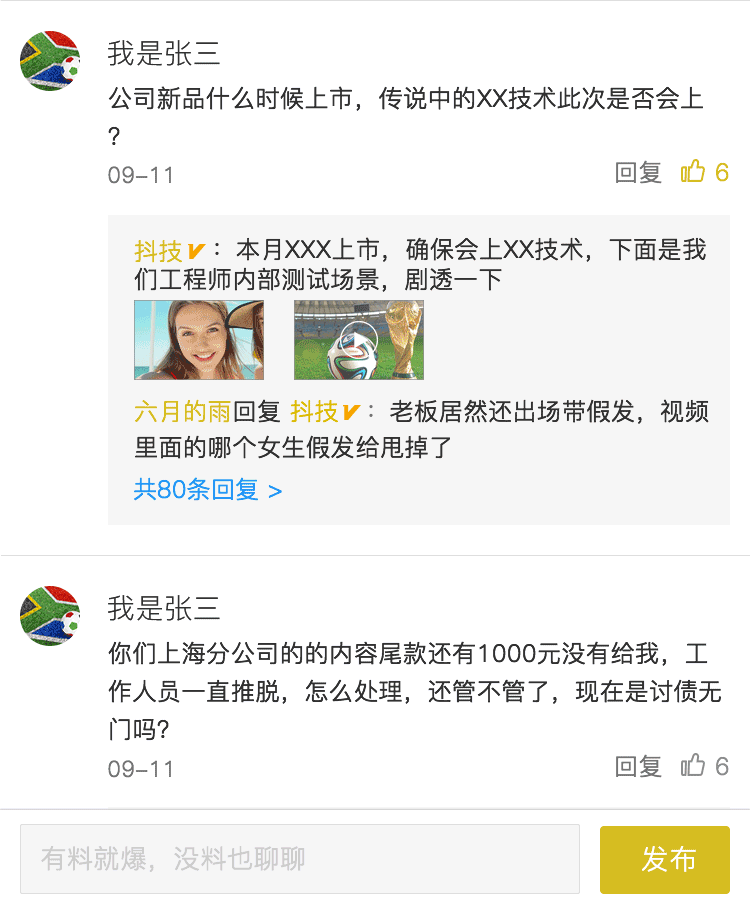 我是张三
公司新品什么时候上市，传说中的XX技术此次是否会上
？
09-11
回复 6
抖技V：本月XXX上市，确保会上XX技术，下面是我
们工程师内部测试场景，剧透一下
六月的雨回复 抖技V：老板居然还出场带假发，视频
里面的哪个女生假发给甩掉了
共80条回复 >
我是张三
你们上海分公司的的内容尾款还有1000元没有给我，工
作人员一直推脱，怎么处理，还管不管了，现在是讨债无
门吗?
09-11
回复 6
有料就爆，没料也聊聊
发布